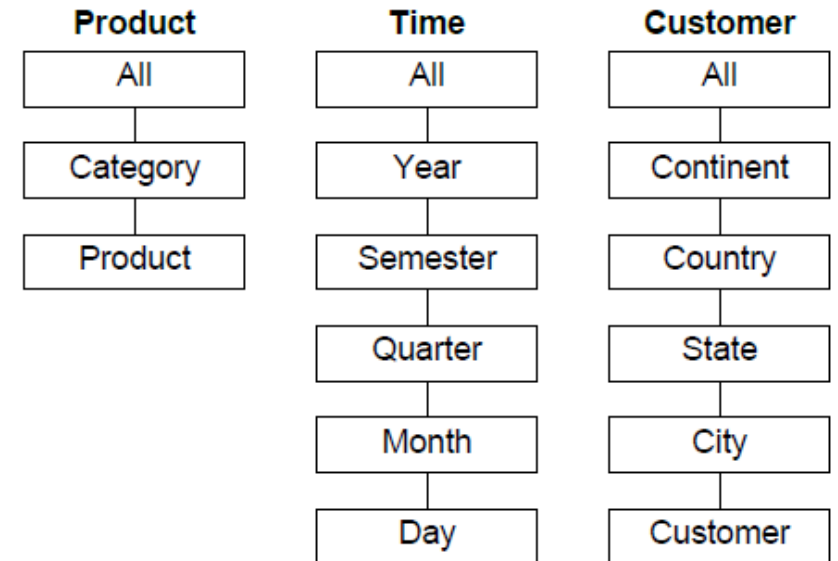 Product Time Customer
All All All
Category Year Continent
Product Semester Country
Quarter State
Month City
Day Customer